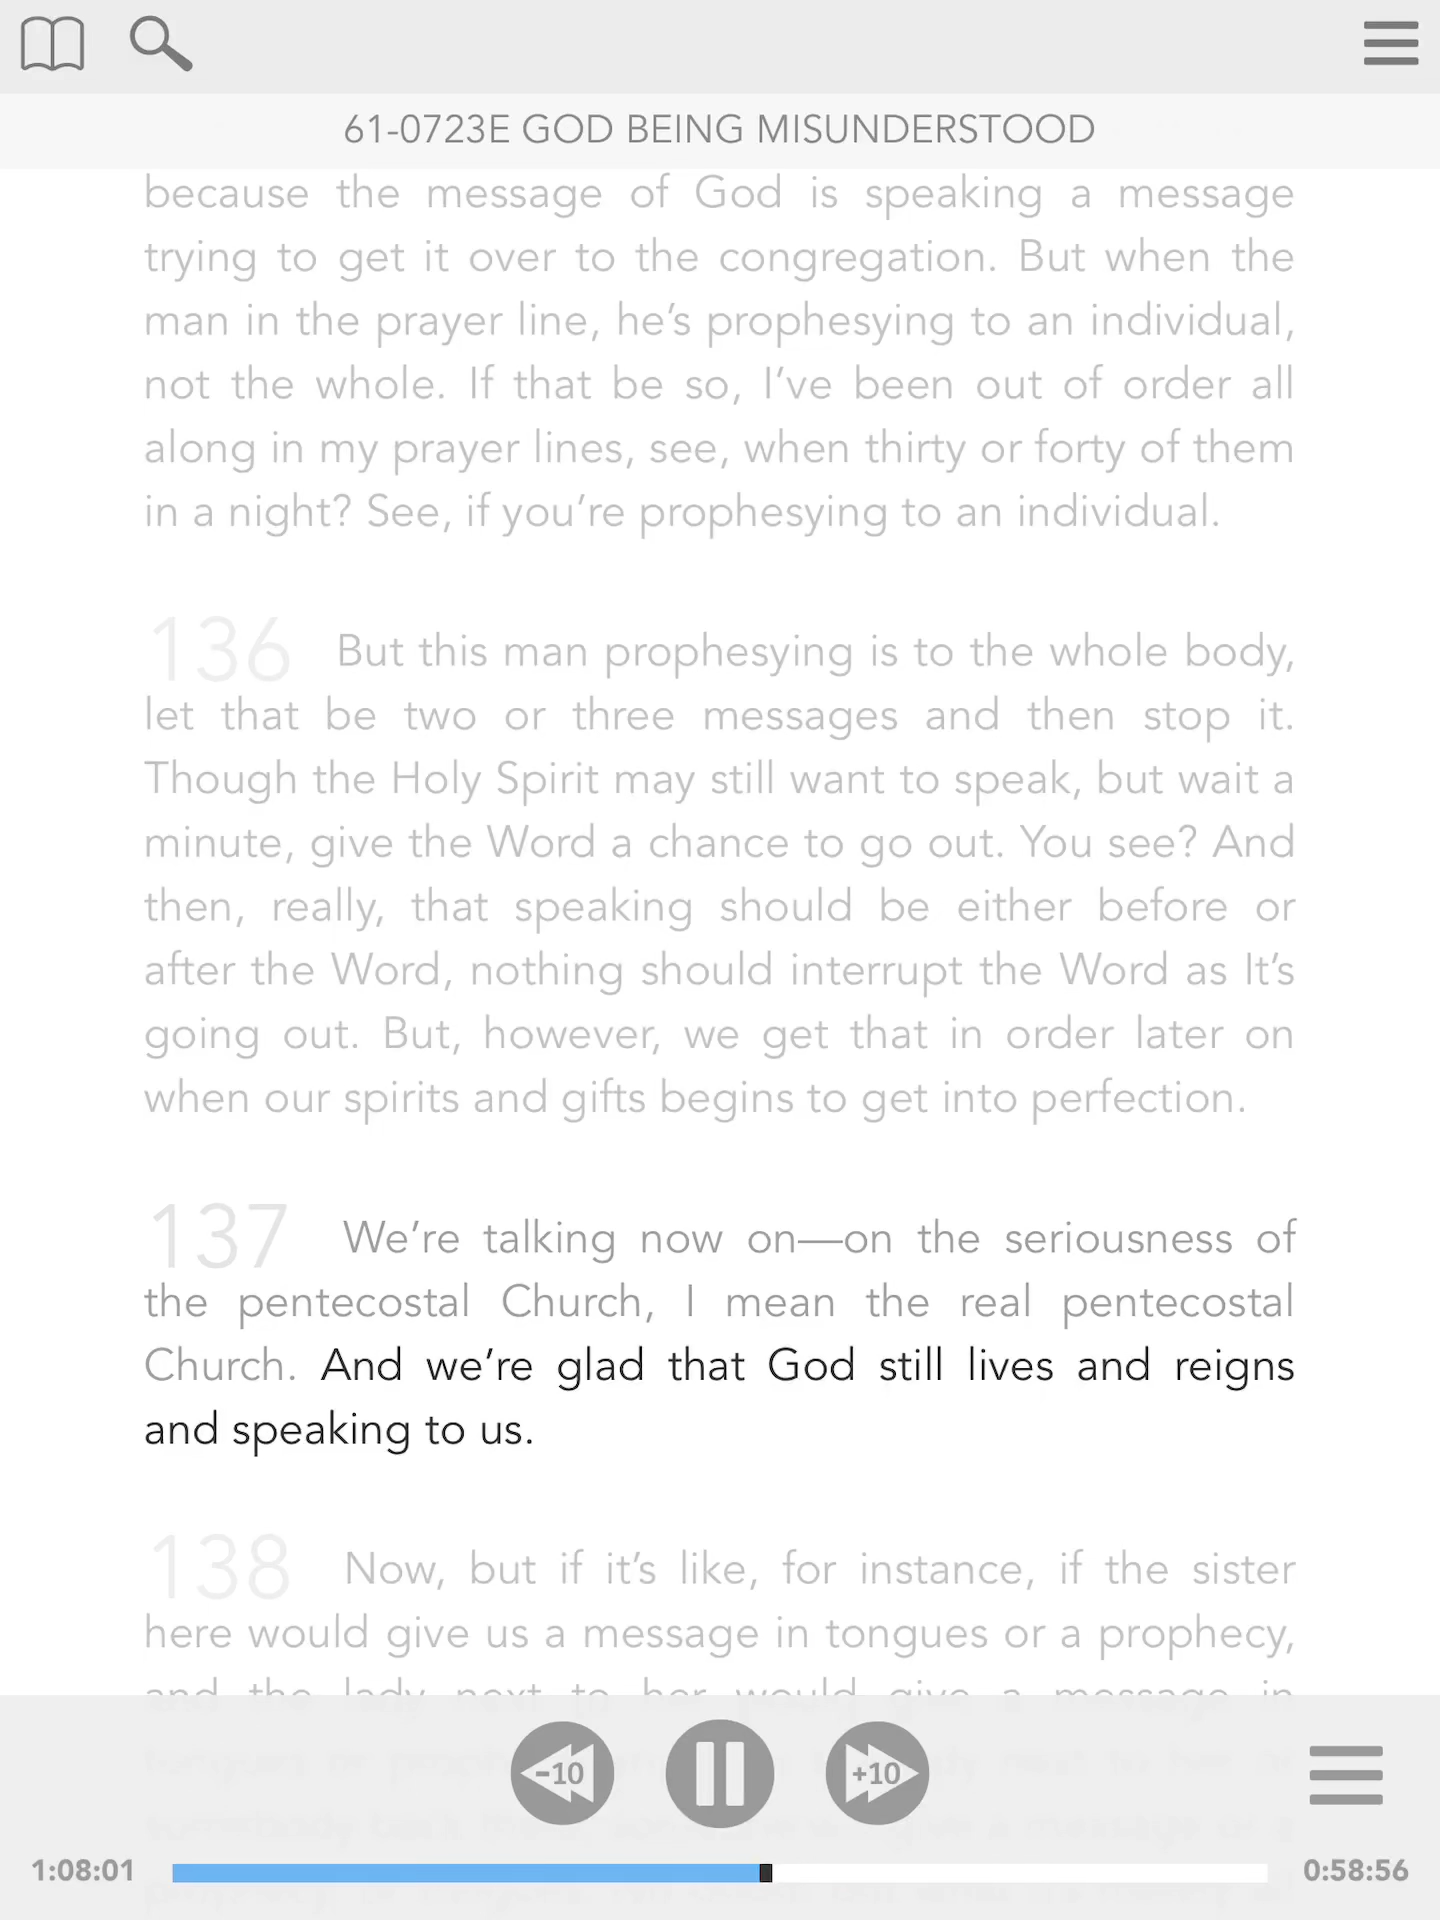 61-0723E GOD BEING MISUNDERSTOOD
because the message of God is speaking a message
trying to get it over to the congregation. But when the
man in the prayer line, he’s prophesying to an individual,
not the whole. If that be so, I’ve been out of order all
along in my prayer lines, see, when thirty or forty of them
in a night? See, if you’re prophesying to an individual.
136 But this man prophesying is to the whole body,
let that be two or three messages and then stop it.
Though the Holy Spirit may still want to speak, but wait a
minute, give the Word a chance to go out. You see? And
then, really, that speaking should be either before or
after the Word, nothing should interrupt the Word as It’s
going out. But, however, we get that in order later on
when our spirits and gifts begins to get into perfection.
137 We’re talking now on—on the seriousness of
the pentecostal Church, I mean the real pentecostal
Church. And we’re glad that God still lives and reigns
and speaking to us.
138 Now, but if it’s like, for instance, if the sister
here would give us a message in tongues or a prophecy,
and the lady next to her would give a message in
-10 +10
1:08:01 0:58:56